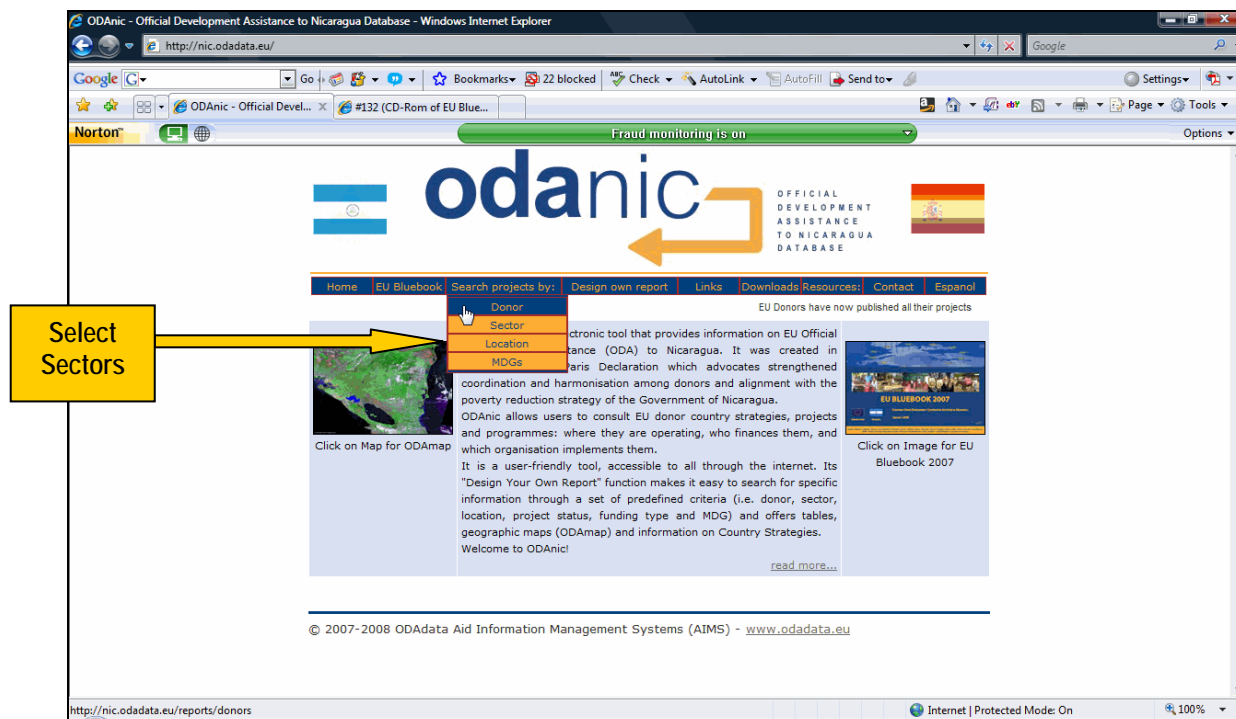 ODAnic - Official Development Assistance to Nicaragua Database - Windows Internet Explorer
http://nic.odadata.eu/
Google
Google G Go Bookmarks 22 blocked ABC Check AutoLink AutoFill Send to Settings
ODAnic - Official Devel... X #132 (CD-Rom of EU Blue... Page Tools
Norton Fraud monitoring is on Options
odanic
OFFICIAL
DEVELOPMENT
ASSISTANCE
TO NICARAGUA
DATABASE
Home EU Bluebook Search projects by: Design own report Links Downloads Resources: Contact Espanol
Donor
Sector
Location
MDGs
EU Donors have now published all their projects
Select
Sectors
ctronic tool that provides information on EU Official
tance (ODA) to Nicaragua. It was created in
Paris Declaration which advocates strengthened
coordination and harmonisation among donors and alignment with the
poverty reduction strategy of the Government of Nicaragua.
ODAnic allows users to consult EU donor country strategies, projects
and programmes: where they are operating, who finances them, and
which organisation implements them.
It is a user-friendly tool, accessible to all through the internet. Its
"Design Your Own Report" function makes it easy to search for specific
information through a set of predefined criteria (i.e. donor, sector,
location, project status, funding type and MDG) and offers tables,
geographic maps (ODAmap) and information on Country Strategies.
Welcome to ODAnic!
read more...
Click on Map for ODAmap
EU BLUEBOOK 2007
Click on Image for EU
Bluebook 2007
© 2007-2008 ODAdata Aid Information Management Systems (AIMS) - www.odadata.eu
http://nic.odadata.eu/reports/donors
Internet | Protected Mode: On
100%